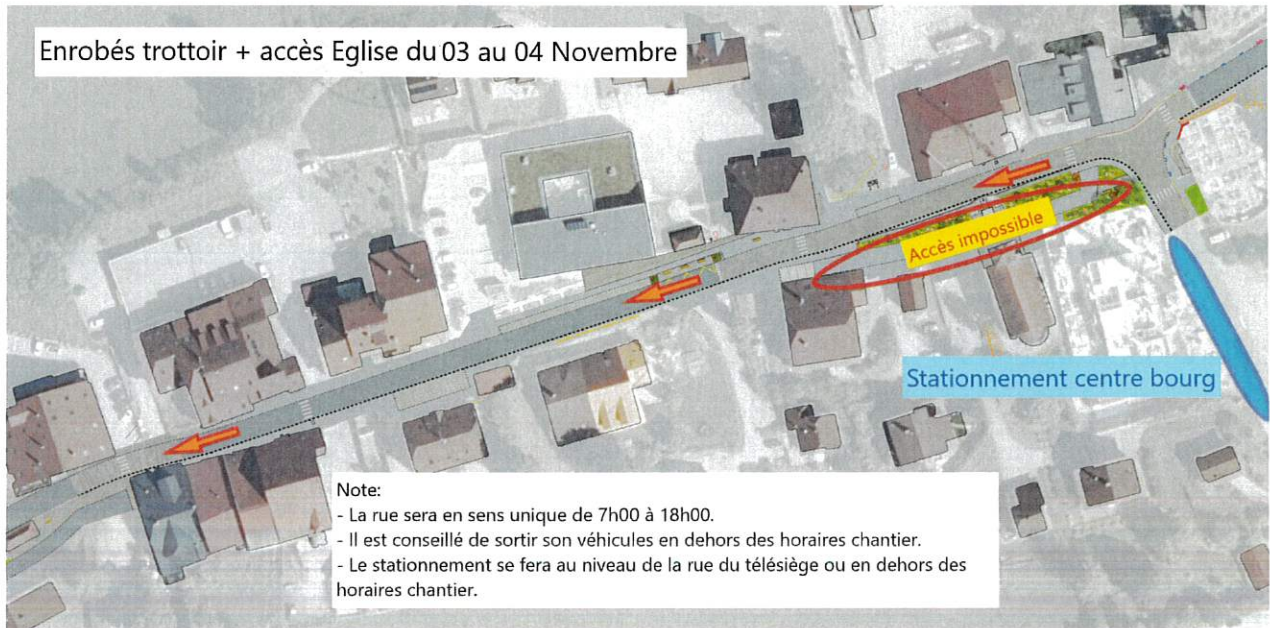 Enrobés trottoir + accès Eglise du 03 au 04 Novembre
Accès impossible
Stationnement centre bourg
Note:
- La rue sera en sens unique de 7h00 à 18h00.
- Il est conseillé de sortir son véhicules en dehors des horaires chantier.
- Le stationnement se fera au niveau de la rue du télésiège ou en dehors des
horaires chantier.